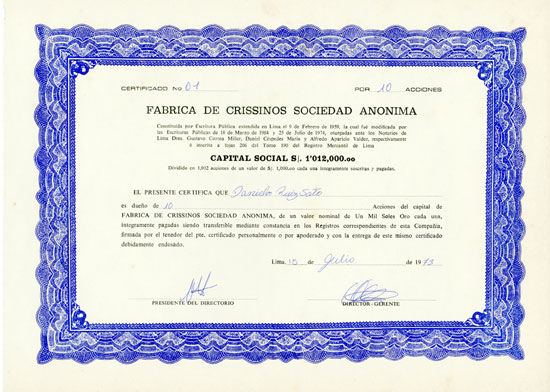 CERTIFICADO No 01 POR 10 ACCIONES
FABRICA DE CRISSINOS SOCIEDAD ANONIMA
Constituida por Escritura Pública extendida en Lima el 9 de Febrero de 1959, la cual fué modificada por
las Escrituras Públicas de 18 de Marzo de 1964 y 25 de Julio de 1974, otorgadas ante los Notarios de
Lima Dres. Gustavo Correa Miller, Daniel Céspedes Marín y Alfredo Aparicio Valdez, respectivamente
é inscrita a fojas 206 del Tomo 190 del Registro Mercantil de Lima
CAPITAL SOCIAL S/. 1'012,000.oo
Dividido en 1,012 acciones de un valor de S/. 1,000.oo cada una integramente suscritas y pagadas.
EL PRESENTE CERTIFICA QUE Ruiz
es dueño de 10 Acciones del capital de
FABRICA DE CRISSINOS SOCIEDAD ANONIMA, de un valor nominal de Un Mil Soles Oro cada una,
integramente pagadas siendo transferible mediante constancia en los Registros correspondientes de esta Compañía,
firmada por el tenedor del pte. certificado personalmente o por apoderado y con la entrega de este mismo certificado
debidamente endosado.
Lima, 15 de Julio de 1975
PRESIDENTE DEL DIRECTORIO DIRECTOR - GERENTE